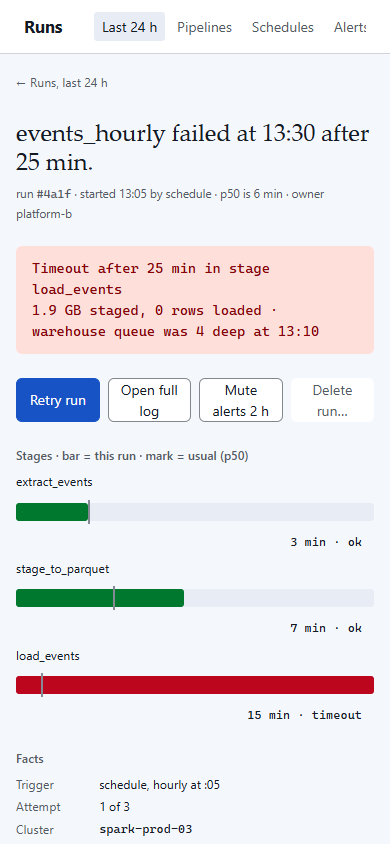 Runs
Last 24 h
Pipelines
Schedules
Alerts
← Runs, last 24 h
events_hourly failed at 13:30 after
25 min.
run #4a1f · started 13:05 by schedule · p50 is 6 min · owner
platform-b
Timeout after 25 min in stage
load_events
1.9 GB staged, 0 rows loaded ·
warehouse queue was 4 deep at 13:10
Retry run
Open full
log
Mute
alerts 2 h
Delete
run...
Stages · bar = this run · mark = usual (p50)
extract_events
3 min · ok
stage_to_parquet
7 min · ok
load_events
15 min · timeout
Facts
Trigger schedule, hourly at :05
Attempt 1 of 3
Cluster spark-prod-03